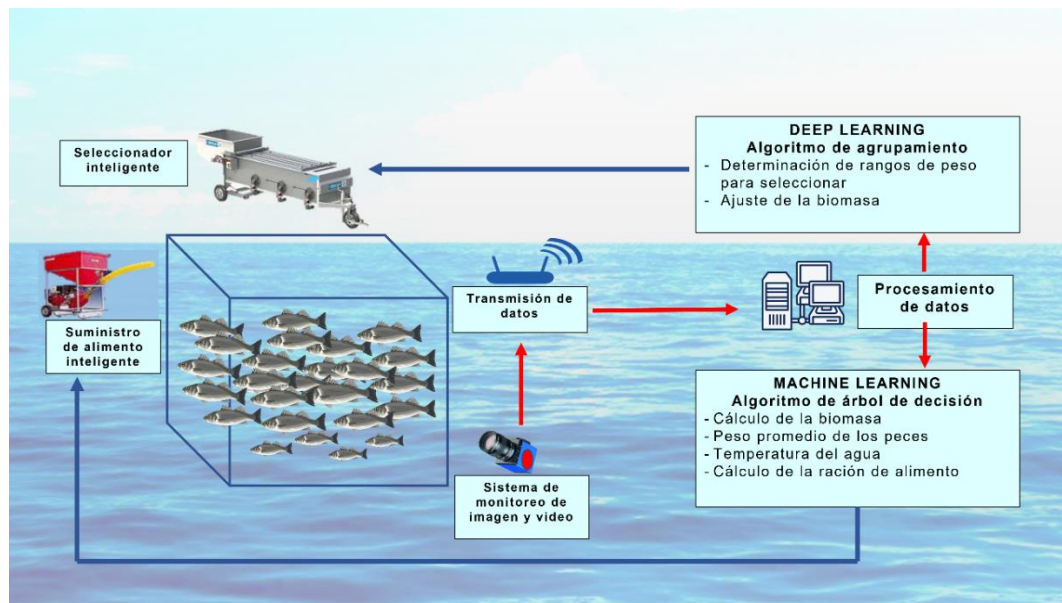 Seleccionador
inteligente
DEEP LEARNING
Algoritmo de agrupamiento
- Determinación de rangos de peso
para seleccionar
- Ajuste de la biomasa
Suministro
de alimento
inteligente
Transmisión de
datos
Procesamiento
de datos
MACHINE LEARNING
Algoritmo de árbol de decisión
- Cálculo de la biomasa
- Peso promedio de los peces
- Temperatura del agua
- Cálculo de la ración de alimento
Sistema de
monitoreo de
imagen y video